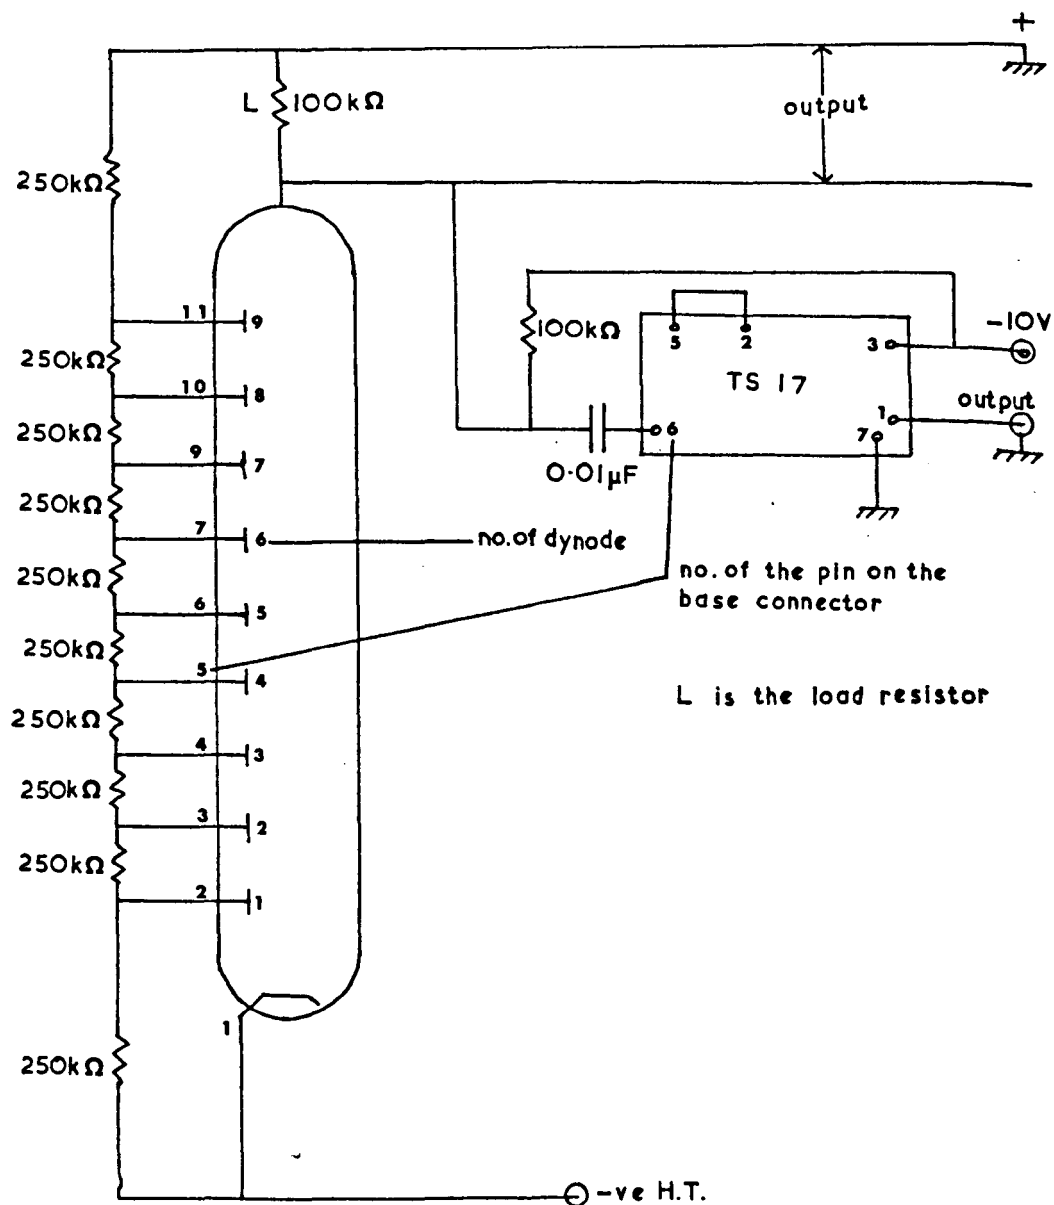 +
L 100kΩ
output
250kΩ
11 9
100kΩ
5 2
3
-10V
250kΩ
TS 17
10 8
output
1
7
250kΩ
6
9 7
0·01μF
250kΩ
7 6
no. of dynode
250kΩ
no. of the pin on the
base connector
6 5
250kΩ
5 4
L is the load resistor
250kΩ
4 3
250kΩ
3 2
250kΩ
2 1
1
250kΩ
-ve H.T.